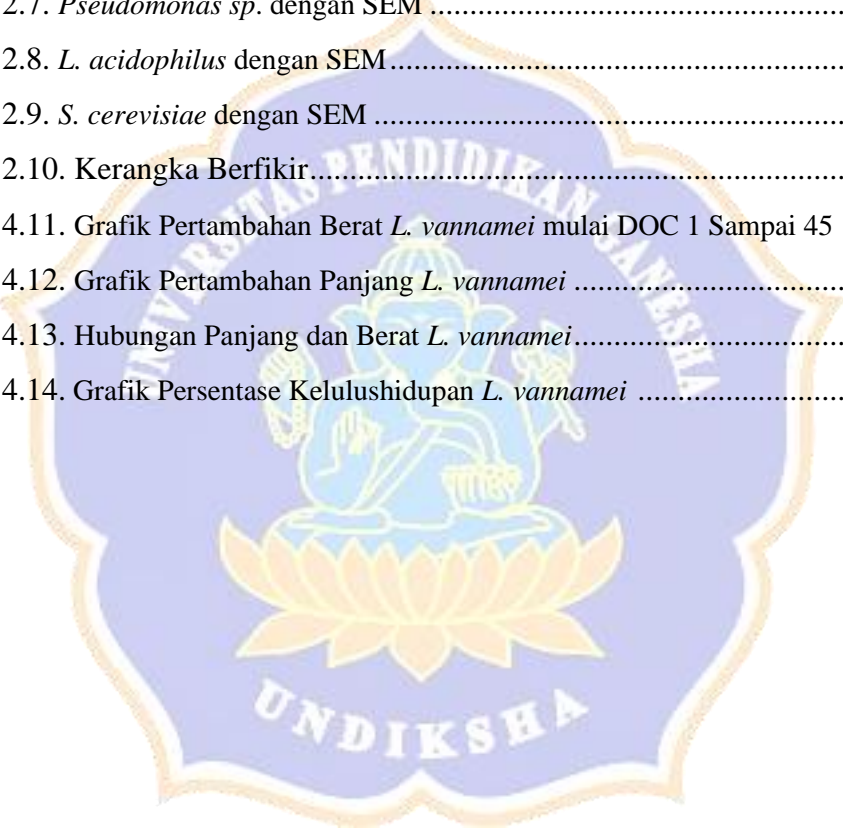 2.7. Pseudomonas sp. dengan SEM ........................................................
2.8. L. acidophilus dengan SEM..............................................................
2.9. S. cerevisiae dengan SEM ................................................................
2.10. Kerangka Berfikir........................................................................
4.11. Grafik Pertambahan Berat L. vannamei mulai DOC 1 Sampai 45
4.12. Grafik Pertambahan Panjang L. vannamei .....................................
4.13. Hubungan Panjang dan Berat L. vannamei.....................................
4.14. Grafik Persentase Kelulushidupan L. vannamei ............................
UNIVERSITAS PENDIDIKAN GANESHA
UNDIKSHA